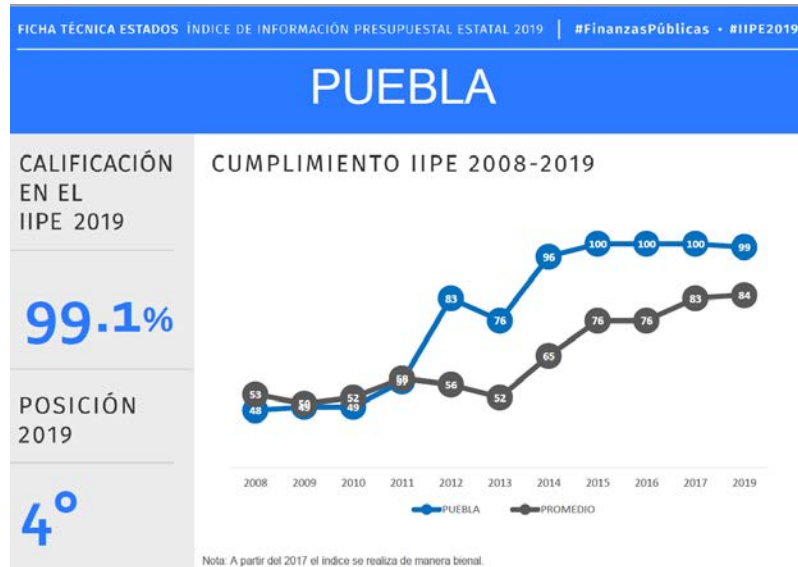 FICHA TÉCNICA ESTADOS ÍNDICE DE INFORMACIÓN PRESUPUESTAL ESTATAL 2019 | #FinanzasPúblicas • #IIPE2019
PUEBLA
CALIFICACIÓN
EN EL
IIPE 2019
99.1%
POSICIÓN
2019
4°
CUMPLIMIENTO IIPE 2008-2019
100 100 100 99
96
83 83 84
76 76 76
65
53 50 52 58 56 52
48 49 49 57
2008 2009 2010 2011 2012 2013 2014 2015 2016 2017 2019
PUEBLA PROMEDIO
Nota: A partir del 2017 el índice se realiza de manera bienal.